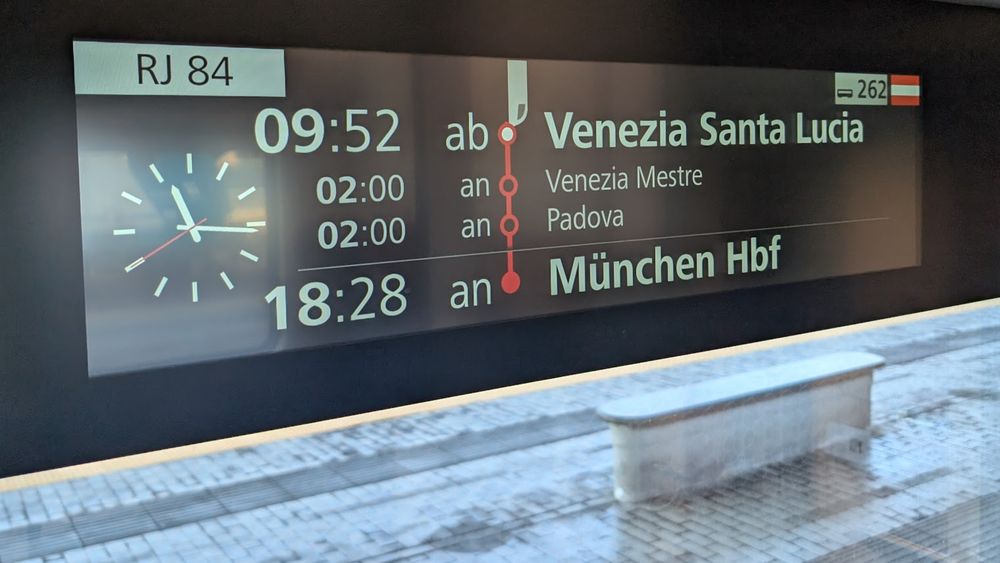 RJ 84
262
09:52 ab Venezia Santa Lucia
02:00 an Venezia Mestre
02:00 an Padova
18:28 an München Hbf